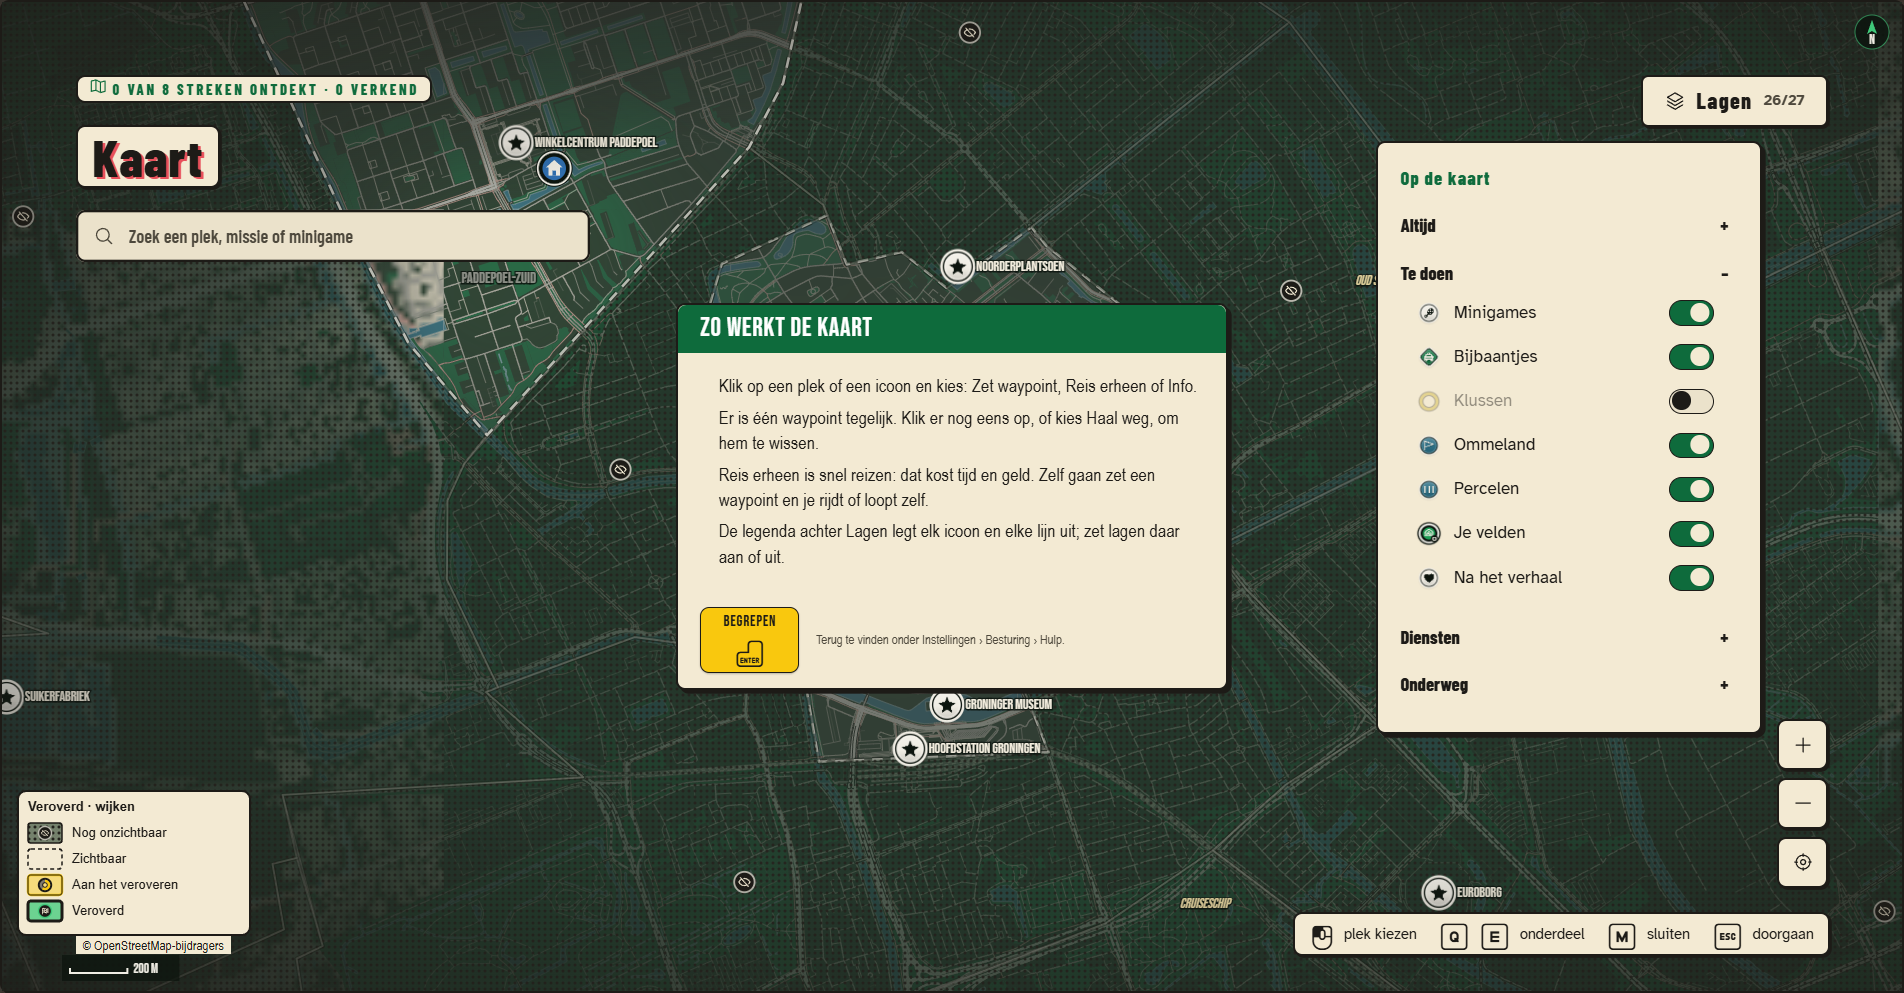 N
0 VAN 8 STREKEN ONTDEKT · 0 VERKEND
Kaart
Zoek een plek, missie of minigame
WINKELCENTRUM PADDEPOEL
PADDEPOEL-ZUID
NOORDERPLANTSOEN
OUD
Lagen 26/27
Op de kaart
Altijd +
Te doen -
Minigames
Bijbaantjes
Klussen
Ommeland
Percelen
Je velden
Na het verhaal
Diensten +
Onderweg +
ZO WERKT DE KAART
Klik op een plek of een icoon en kies: Zet waypoint, Reis erheen of Info.
Er is één waypoint tegelijk. Klik er nog eens op, of kies Haal weg, om
hem te wissen.
Reis erheen is snel reizen: dat kost tijd en geld. Zelf gaan zet een
waypoint en je rijdt of loopt zelf.
De legenda achter Lagen legt elk icoon en elke lijn uit; zet lagen daar
aan of uit.
BEGREPEN
ENTER
Terug te vinden onder Instellingen › Besturing › Hulp.
SUIKERFABRIEK
GRONINGER MUSEUM
HOOFDSTATION GRONINGEN
CRUISESCHIP
EUROBORG
Veroverd · wijken
Nog onzichtbaar
Zichtbaar
Aan het veroveren
Veroverd
© OpenStreetMap-bijdragers
200 M
plek kiezen Q E onderdeel M sluiten ESC doorgaan